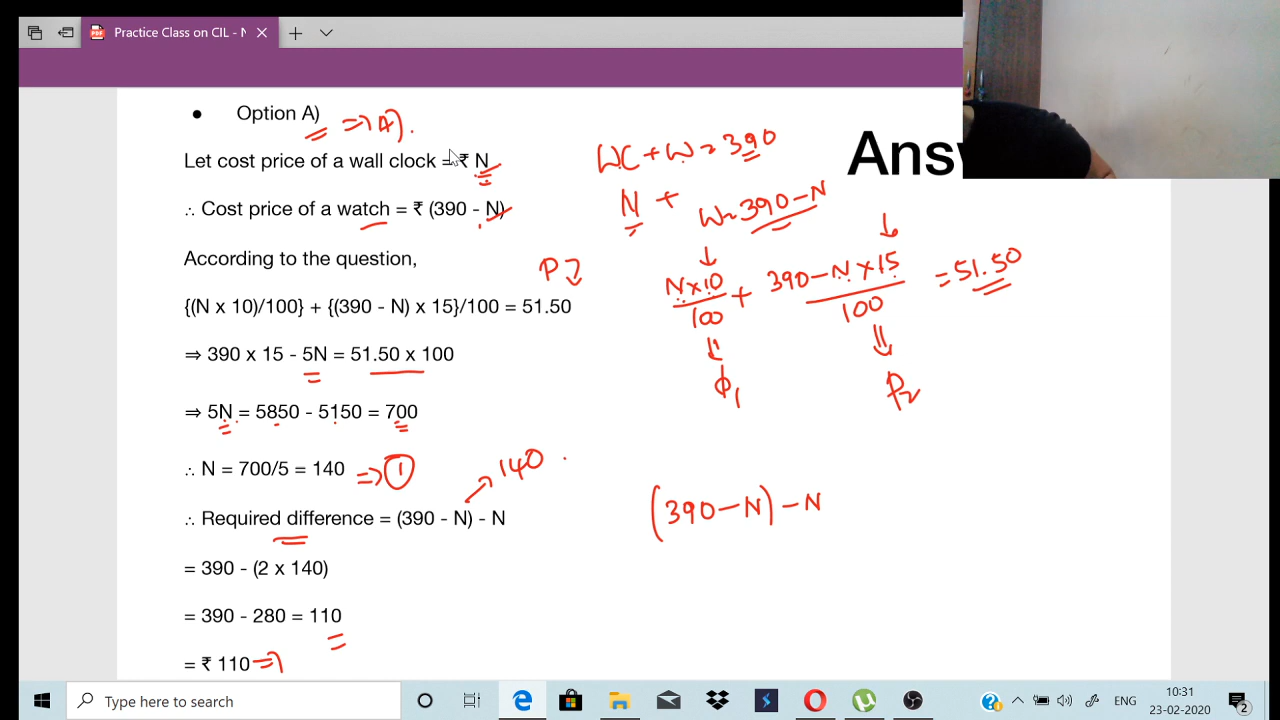 Practice Class on CIL - N
• Option A) ⇒ A).
Answ
Let cost price of a wall clock = ₹ N
WC + W = 390
∴ Cost price of a watch = ₹ (390 - N)
N + W = 390 - N
According to the question,
P
{(N x 10)/100} + {(390 - N) x 15}/100 = 51.50
N×10/100 + 390-N×15/100 = 51.50
⇒ 390 x 15 - 5N = 51.50 x 100
P1 P2
⇒ 5N = 5850 - 5150 = 700
∴ N = 700/5 = 140 ⇒ 1
140
∴ Required difference = (390 - N) - N
(390-N)-N
= 390 - (2 x 140)
= 390 - 280 = 110
= ₹ 110 ⇒
Type here to search
ENG
10:31
23-02-2020
2